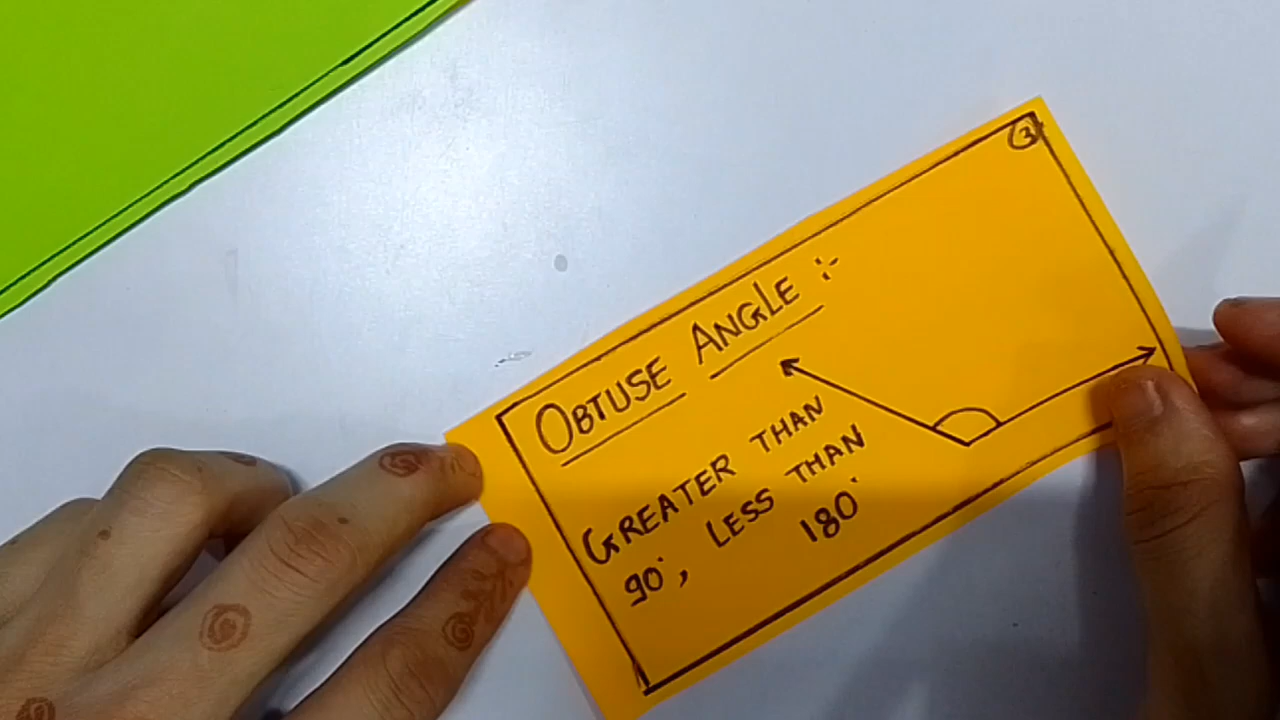 3
OBTUSE ANGLE :-
GREATER THAN
90°, LESS THAN
180°